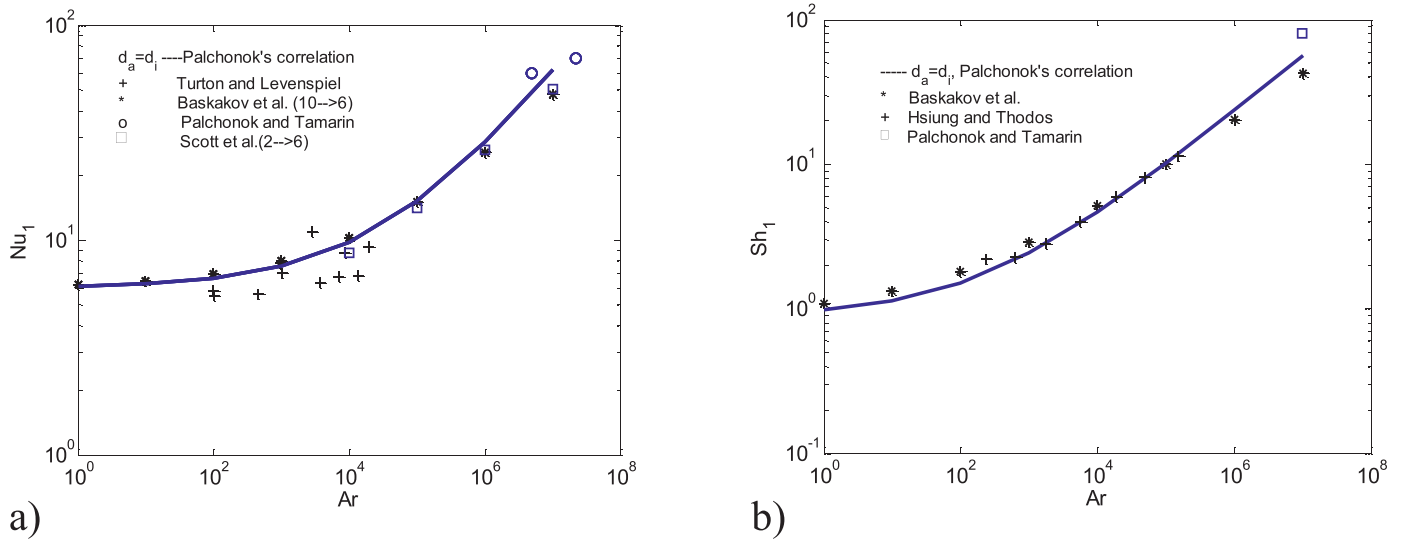 10^2
10^1
10^0
Nu_1
d_a=d_i ----Palchonok's correlation
+ Turton and Levenspiel
* Baskakov et al. (10-->6)
o Palchonok and Tamarin
□ Scott et al.(2-->6)
10^0 10^2 10^4 10^6 10^8
Ar
a)
10^2
10^1
10^0
10^-1
Sh_1
----- d_a=d_i, Palchonok's correlation
* Baskakov et al.
+ Hsiung and Thodos
□ Palchonok and Tamarin
10^0 10^2 10^4 10^6 10^8
Ar
b)